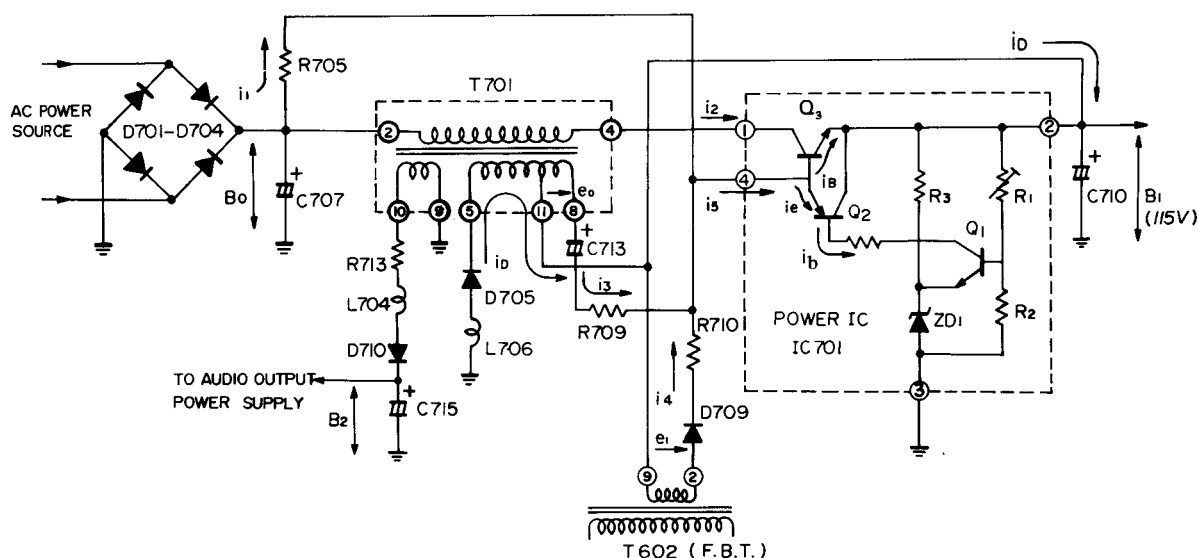 iD
i1
R705
T701
AC POWER
SOURCE
D701-D704
2
4
i2
1
Q3
2
B0
+
C707
10
9
5
11
8
e0
+
C713
4
i5
iB
ie
Q2
ib
R3
R1
Q1
+
C710
B1
(115V)
R713
iD
D705
i3
L704
L706
R709
R710
POWER IC
IC701
ZD1
R2
D710
TO AUDIO OUTPUT
POWER SUPPLY
+
C715
B2
i4
D709
3
e1
9
2
T602 (F.B.T.)